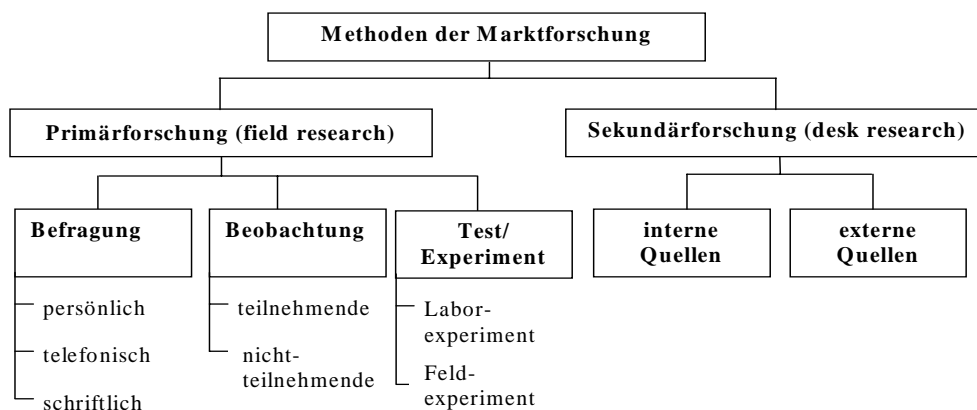 Methoden der Marktforschung
Primärforschung (field research)
Sekundärforschung (desk research)
Befragung
Beobachtung
Test/
Experiment
interne
Quellen
externe
Quellen
persönlich
telefonisch
schriftlich
teilnehmende
nicht-
teilnehmende
Labor-
experiment
Feld-
experiment